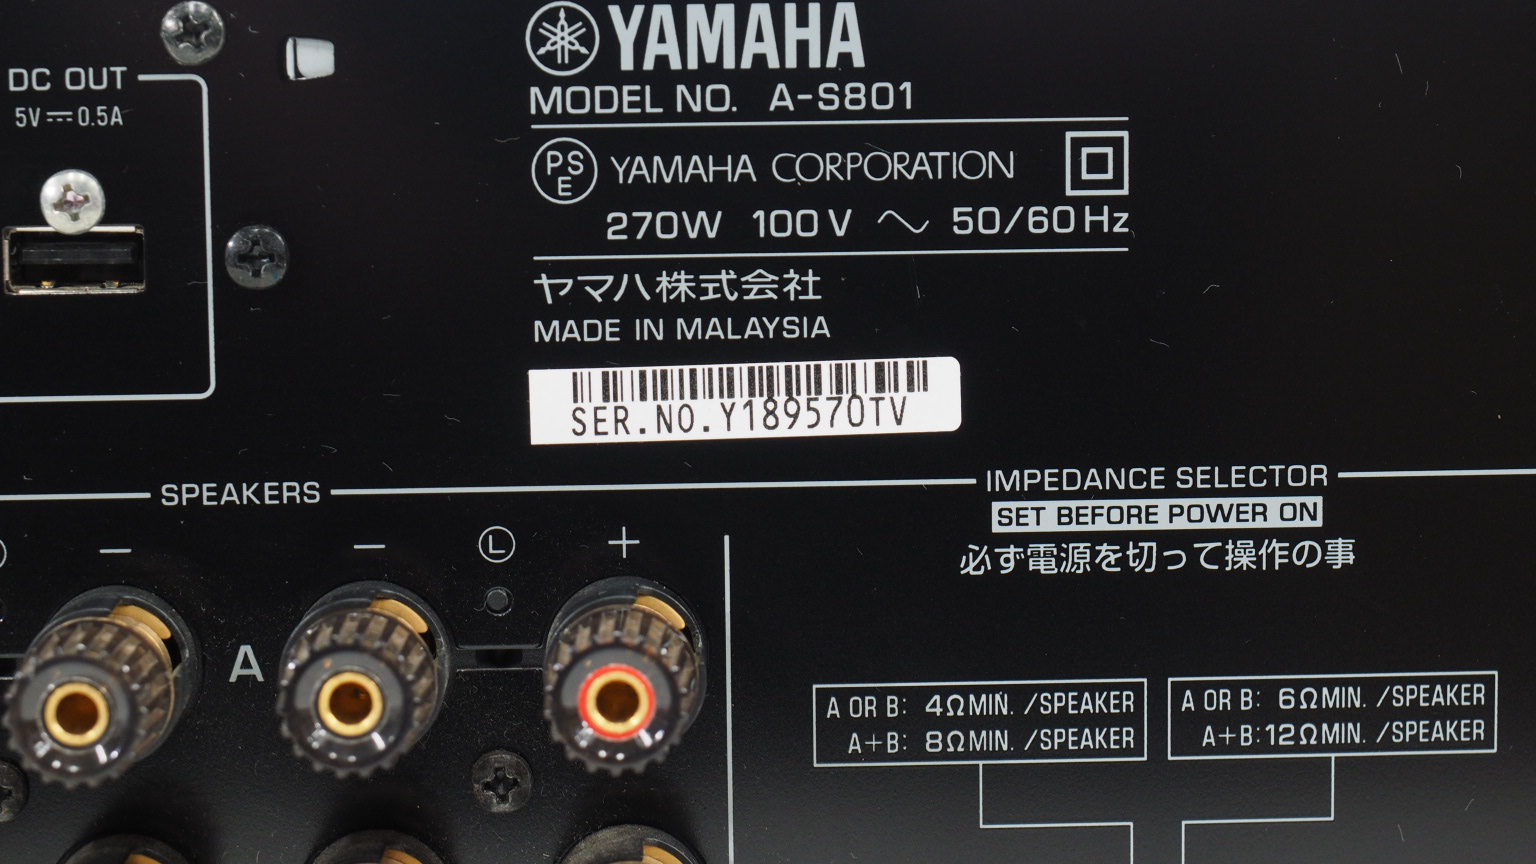 DC OUT
5V ⎓ 0.5A
YAMAHA
MODEL NO. A-S801
PSE YAMAHA CORPORATION
270W 100V ～ 50/60Hz
ヤマハ株式会社
MADE IN MALAYSIA
SER.NO.Y189570TV
SPEAKERS
IMPEDANCE SELECTOR
SET BEFORE POWER ON
必ず電源を切って操作の事
− − L +
A
A OR B: 4ΩMIN. /SPEAKER
A+B: 8ΩMIN. /SPEAKER
A OR B: 6ΩMIN. /SPEAKER
A+B:12ΩMIN. /SPEAKER